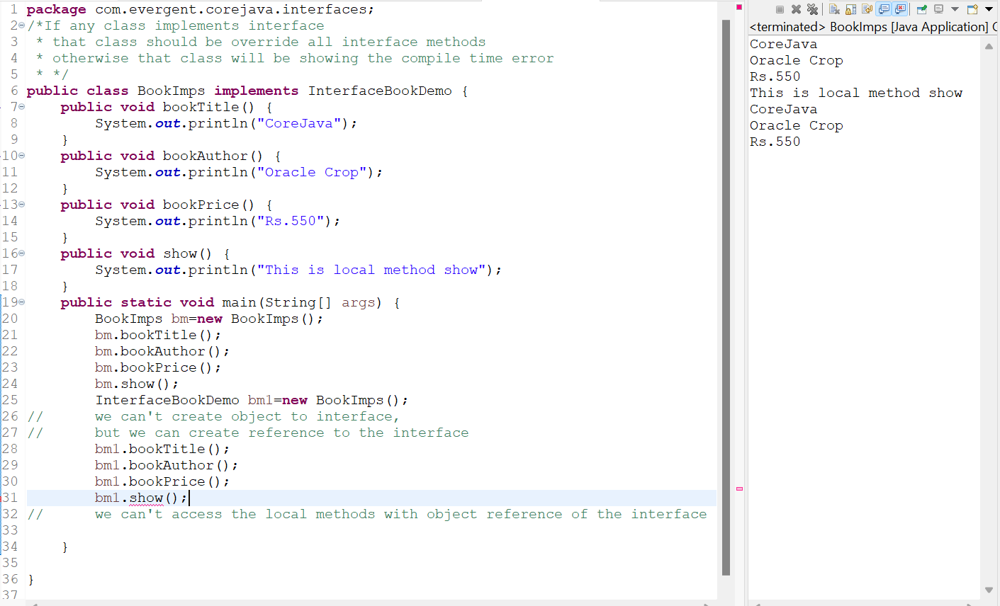 1 package com.evergent.corejava.interfaces;
2 /*If any class implements interface
3  * that class should be override all interface methods
4  * otherwise that class will be showing the compile time error
5  * */
6 public class BookImps implements InterfaceBookDemo {
7     public void bookTitle() {
8         System.out.println("CoreJava");
9     }
10     public void bookAuthor() {
11         System.out.println("Oracle Crop");
12     }
13     public void bookPrice() {
14         System.out.println("Rs.550");
15     }
16     public void show() {
17         System.out.println("This is local method show");
18     }
19     public static void main(String[] args) {
20         BookImps bm=new BookImps();
21         bm.bookTitle();
22         bm.bookAuthor();
23         bm.bookPrice();
24         bm.show();
25         InterfaceBookDemo bm1=new BookImps();
26 //      we can't create object to interface,
27 //      but we can create reference to the interface
28         bm1.bookTitle();
29         bm1.bookAuthor();
30         bm1.bookPrice();
31         bm1.show();
32 //      we can't access the local methods with object reference of the interface
33
34     }
35
36 }
37
<terminated> BookImps [Java Application] C
CoreJava
Oracle Crop
Rs.550
This is local method show
CoreJava
Oracle Crop
Rs.550